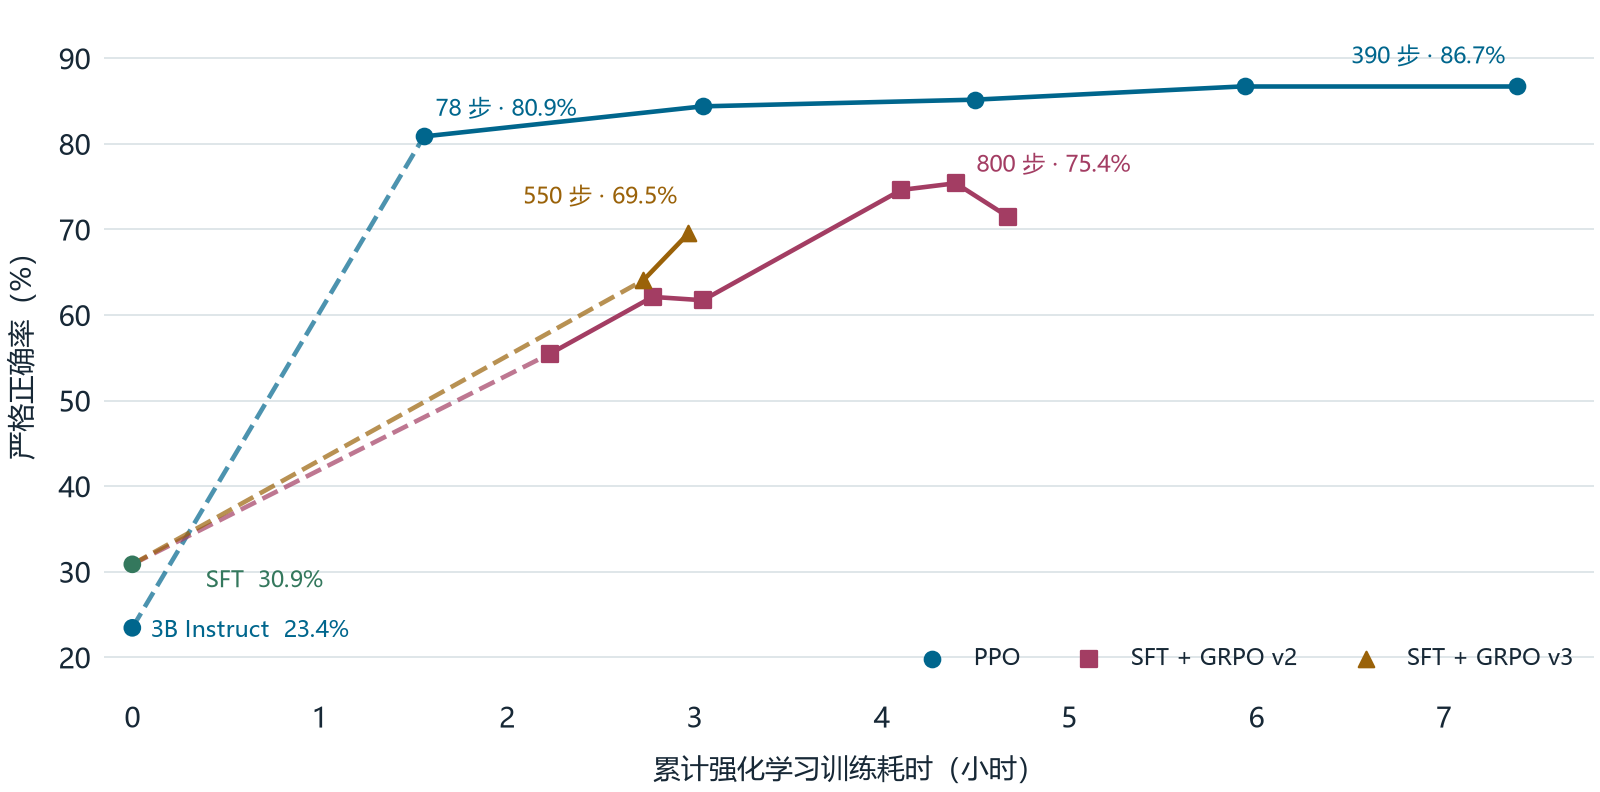 90
80
70
60
50
40
30
20
严格正确率（%）
390 步 · 86.7%
78 步 · 80.9%
800 步 · 75.4%
550 步 · 69.5%
SFT 30.9%
3B Instruct 23.4%
PPO SFT + GRPO v2 SFT + GRPO v3
0 1 2 3 4 5 6 7
累计强化学习训练耗时（小时）